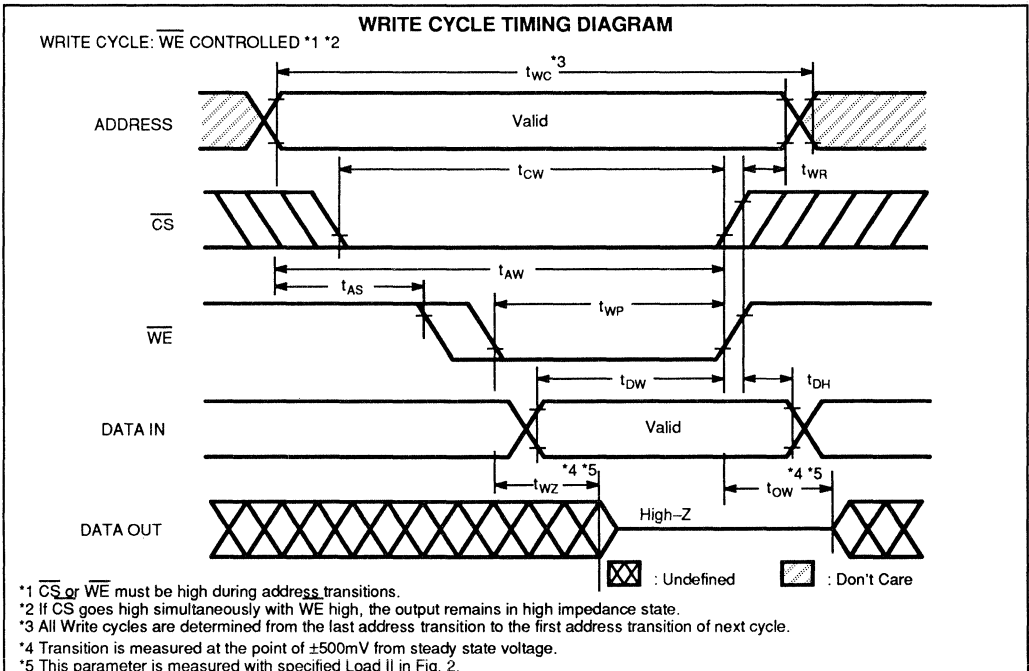 WRITE CYCLE TIMING DIAGRAM
WRITE CYCLE: WE CONTROLLED *1 *2
tWC *3
ADDRESS
Valid
tCW
tWR
CS
tAW
tAS
tWP
WE
tDW
tDH
DATA IN
Valid
*4 *5
tWZ
*4 *5
tOW
DATA OUT
High–Z
: Undefined
: Don't Care
*1 CS or WE must be high during address transitions.
*2 If CS goes high simultaneously with WE high, the output remains in high impedance state.
*3 All Write cycles are determined from the last address transition to the first address transition of next cycle.
*4 Transition is measured at the point of ±500mV from steady state voltage.
*5 This parameter is measured with specified Load II in Fig. 2.